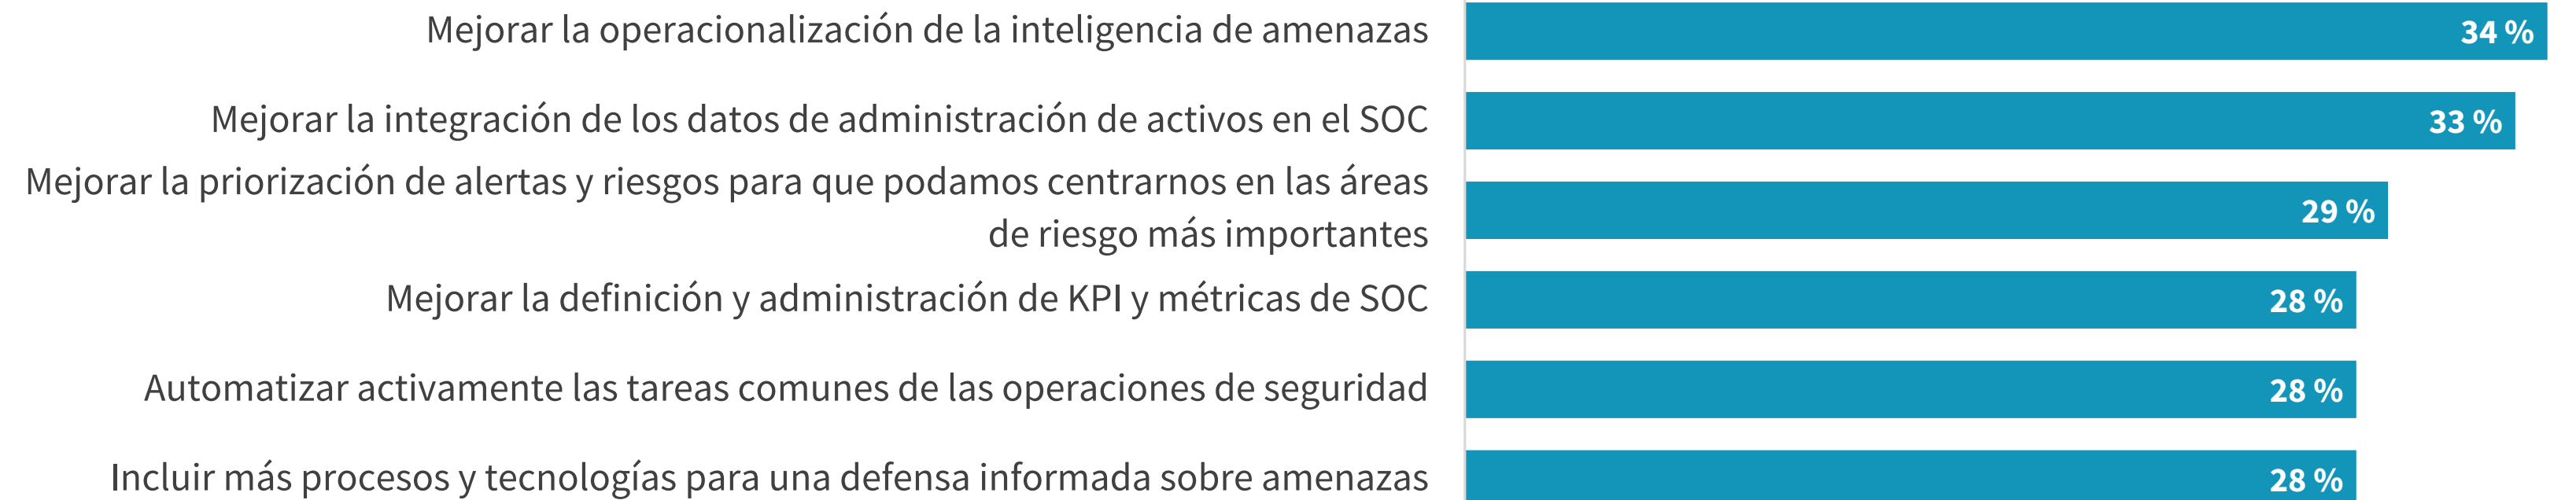 Mejorar la operacionalización de la inteligencia de amenazas 34 %
Mejorar la integración de los datos de administración de activos en el SOC 33 %
Mejorar la priorización de alertas y riesgos para que podamos centrarnos en las áreas
de riesgo más importantes 29 %
Mejorar la definición y administración de KPI y métricas de SOC 28 %
Automatizar activamente las tareas comunes de las operaciones de seguridad 28 %
Incluir más procesos y tecnologías para una defensa informada sobre amenazas 28 %